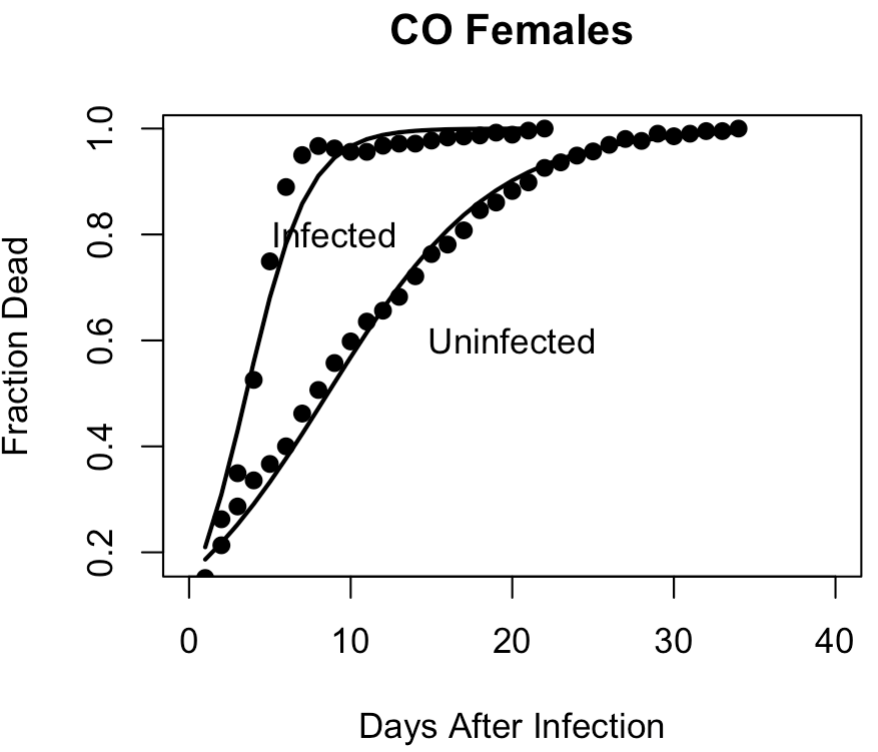 CO Females
Fraction Dead
1.0
0.8
0.6
0.4
0.2
Infected
Uninfected
0 10 20 30 40
Days After Infection